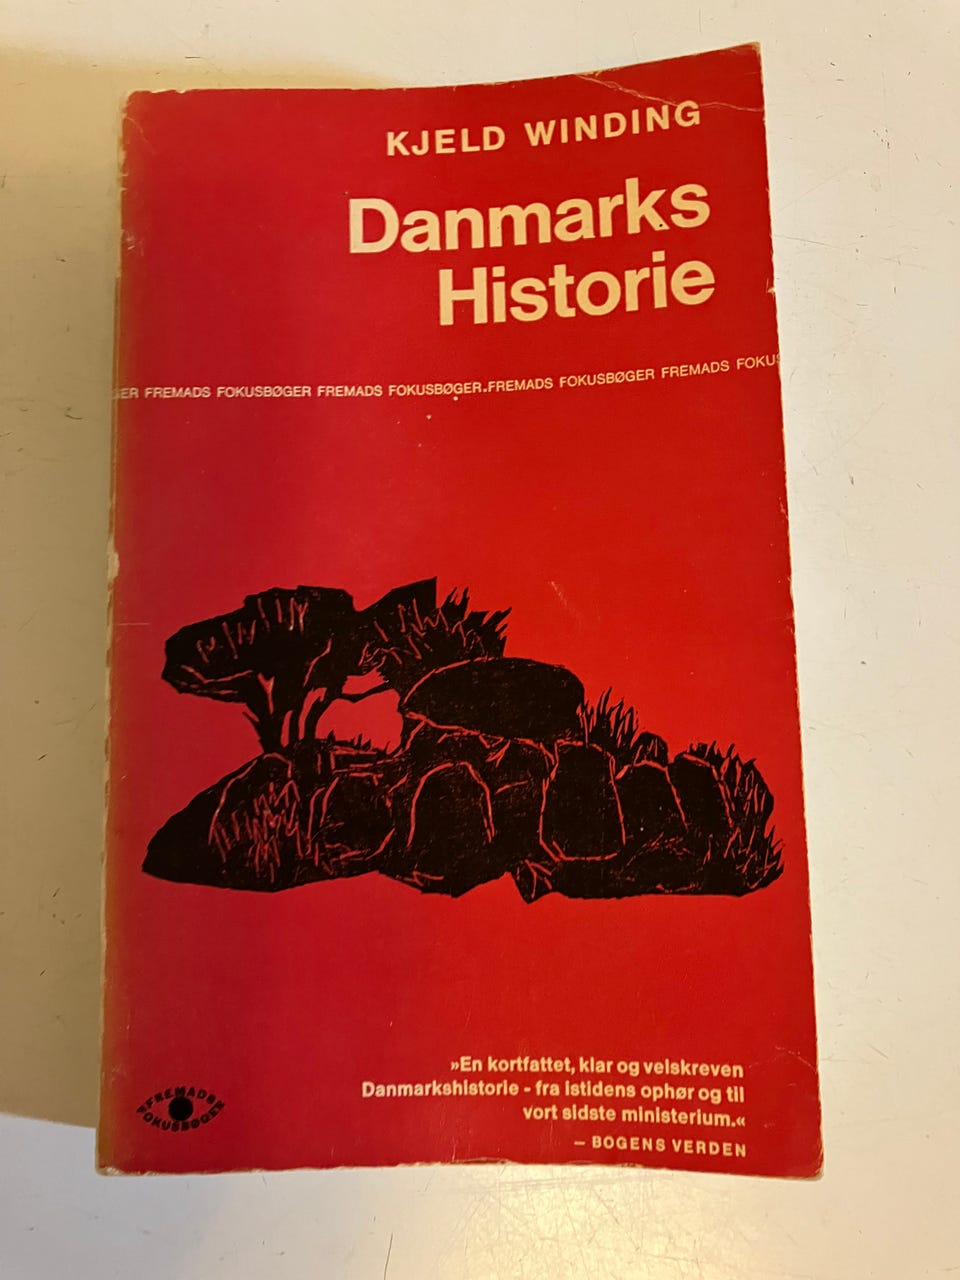 KJELD WINDING
Danmarks
Historie
GER FREMADS FOKUSBØGER FREMADS FOKUSBØGER.FREMADS FOKUSBØGER FREMADS FOKUS
»En kortfattet, klar og velskreven
Danmarkshistorie - fra istidens ophør og til
vort sidste ministerium.«
— BOGENS VERDEN
FREMADS
FOKUSBØGER